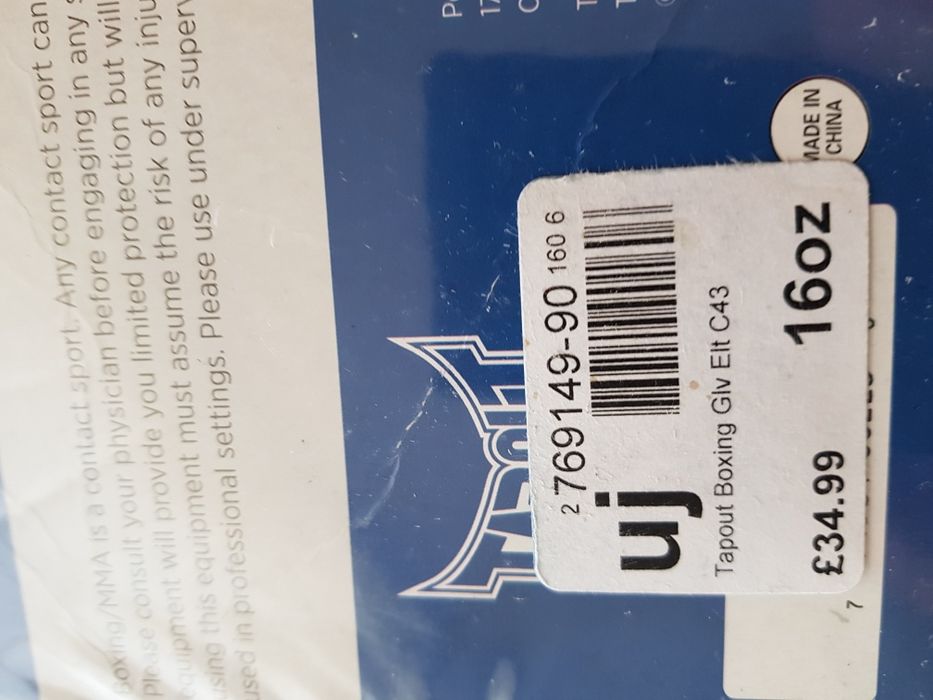 Boxing/MMA is a contact sport. Any contact sport can
Please consult your physician before engaging in any
equipment will provide you limited protection but will
using this equipment must assume the risk of any
used in professional settings. Please use under
TAPOUT
MADE IN
CHINA
2 769149-90 160 6
uj
Tapout Boxing Glv Elt C43
£34.99 16oz
7